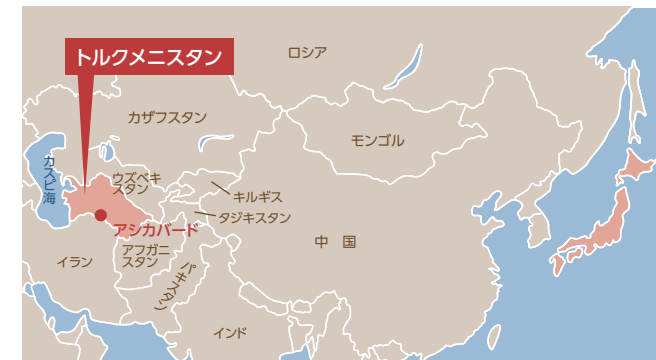 トルクメニスタン
ロシア
カザフスタン
モンゴル
カスピ海
ウズベキ
スタン
キルギス
タジキスタン
アシカバード
アフガニ
スタン
中国
イラン
パキスタン
インド